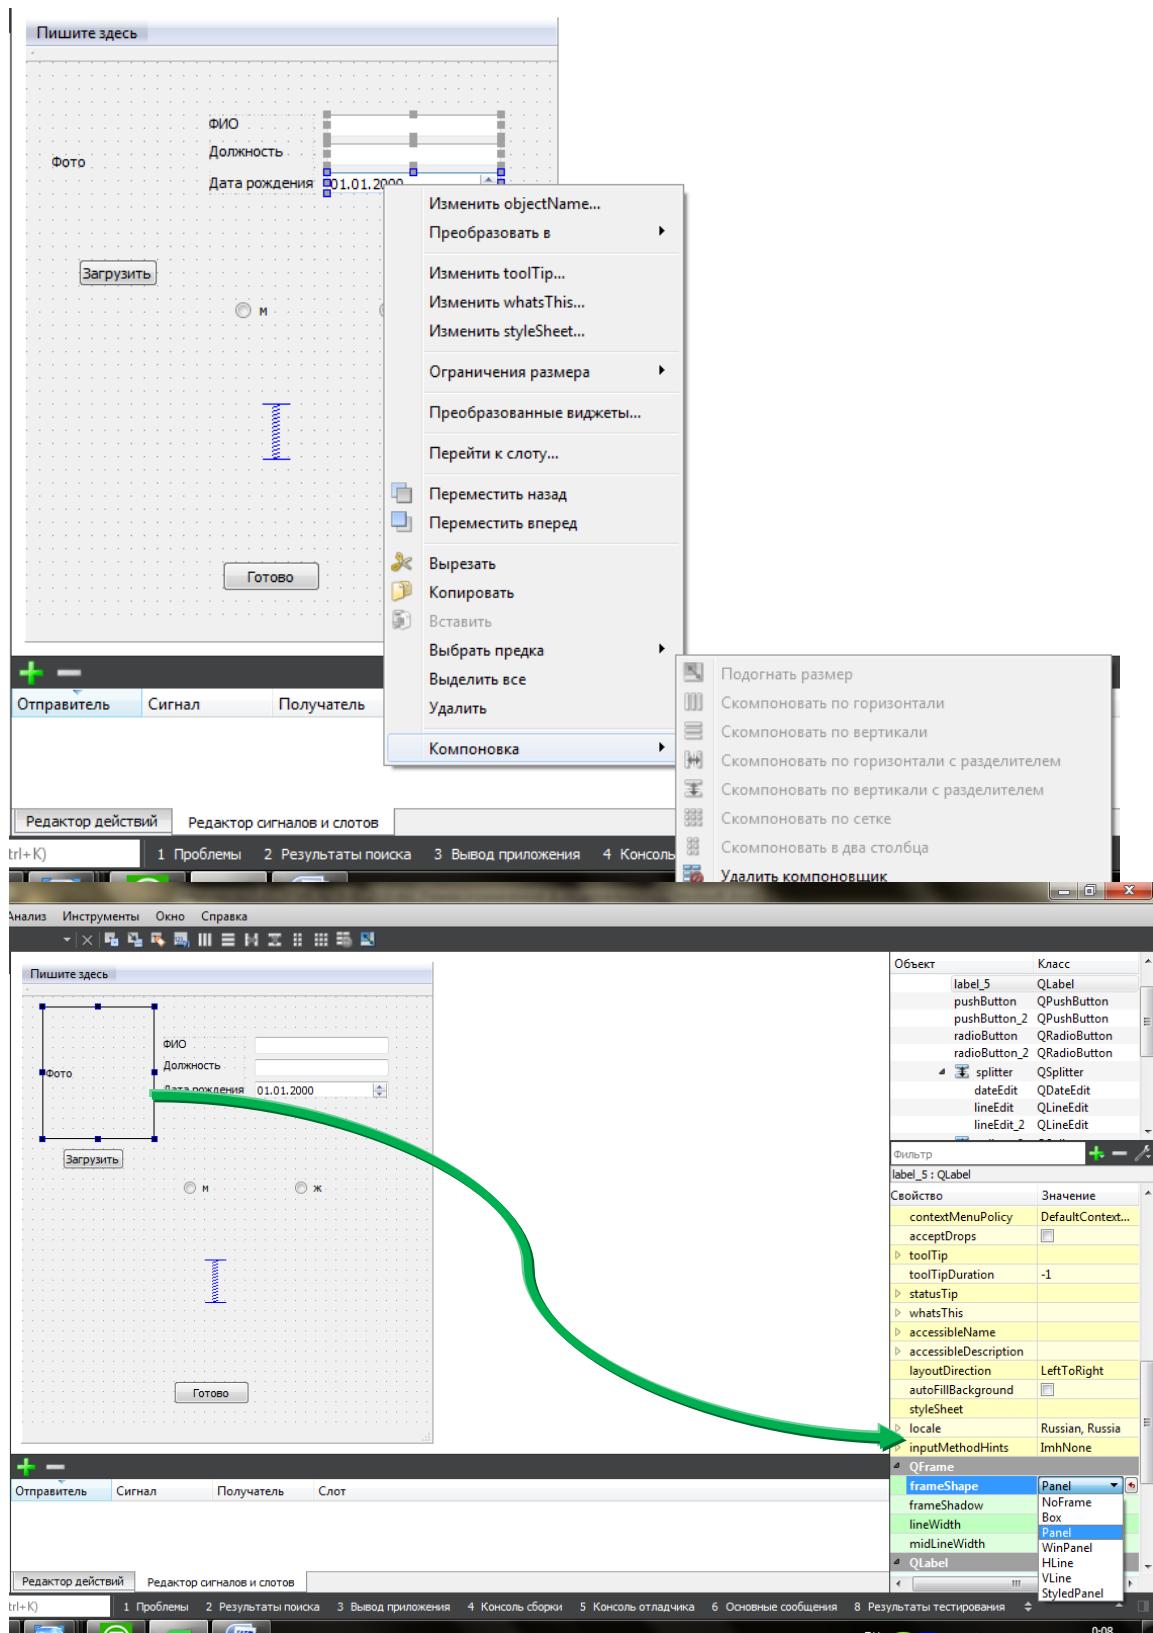 Пишите здесь
ФИО
Должность
Фото
Дата рождения
01.01.2000
Загрузить
м
Готово
Изменить objectName...
Преобразовать в
Изменить toolTip...
Изменить whatsThis...
Изменить styleSheet...
Ограничения размера
Преобразованные виджеты...
Перейти к слоту...
Переместить назад
Переместить вперед
Вырезать
Копировать
Вставить
Выбрать предка
Выделить все
Удалить
Компоновка
Подогнать размер
Скомпоновать по горизонтали
Скомпоновать по вертикали
Скомпоновать по горизонтали с разделителем
Скомпоновать по вертикали с разделителем
Скомпоновать по сетке
Скомпоновать в два столбца
Удалить компоновщик
Отправитель Сигнал Получатель
Редактор действий Редактор сигналов и слотов
trl+K) 1 Проблемы 2 Результаты поиска 3 Вывод приложения 4 Консоль
Анализ Инструменты Окно Справка
Пишите здесь
ФИО
Должность
Фото
Дата рождения 01.01.2000
Загрузить
м ж
Готово
Объект Класс
label_5 QLabel
pushButton QPushButton
pushButton_2 QPushButton
radioButton QRadioButton
radioButton_2 QRadioButton
splitter QSplitter
dateEdit QDateEdit
lineEdit QLineEdit
lineEdit_2 QLineEdit
Фильтр
label_5 : QLabel
Свойство Значение
contextMenuPolicy DefaultContext...
acceptDrops
toolTip
toolTipDuration -1
statusTip
whatsThis
accessibleName
accessibleDescription
layoutDirection LeftToRight
autoFillBackground
styleSheet
locale Russian, Russia
inputMethodHints ImhNone
QFrame
frameShape Panel
frameShadow
lineWidth
midLineWidth
QLabel
NoFrame
Box
Panel
WinPanel
HLine
VLine
StyledPanel
Отправитель Сигнал Получатель Слот
Редактор действий Редактор сигналов и слотов
trl+K) 1 Проблемы 2 Результаты поиска 3 Вывод приложения 4 Консоль сборки 5 Консоль отладчика 6 Основные сообщения 8 Результаты тестирования
0:08